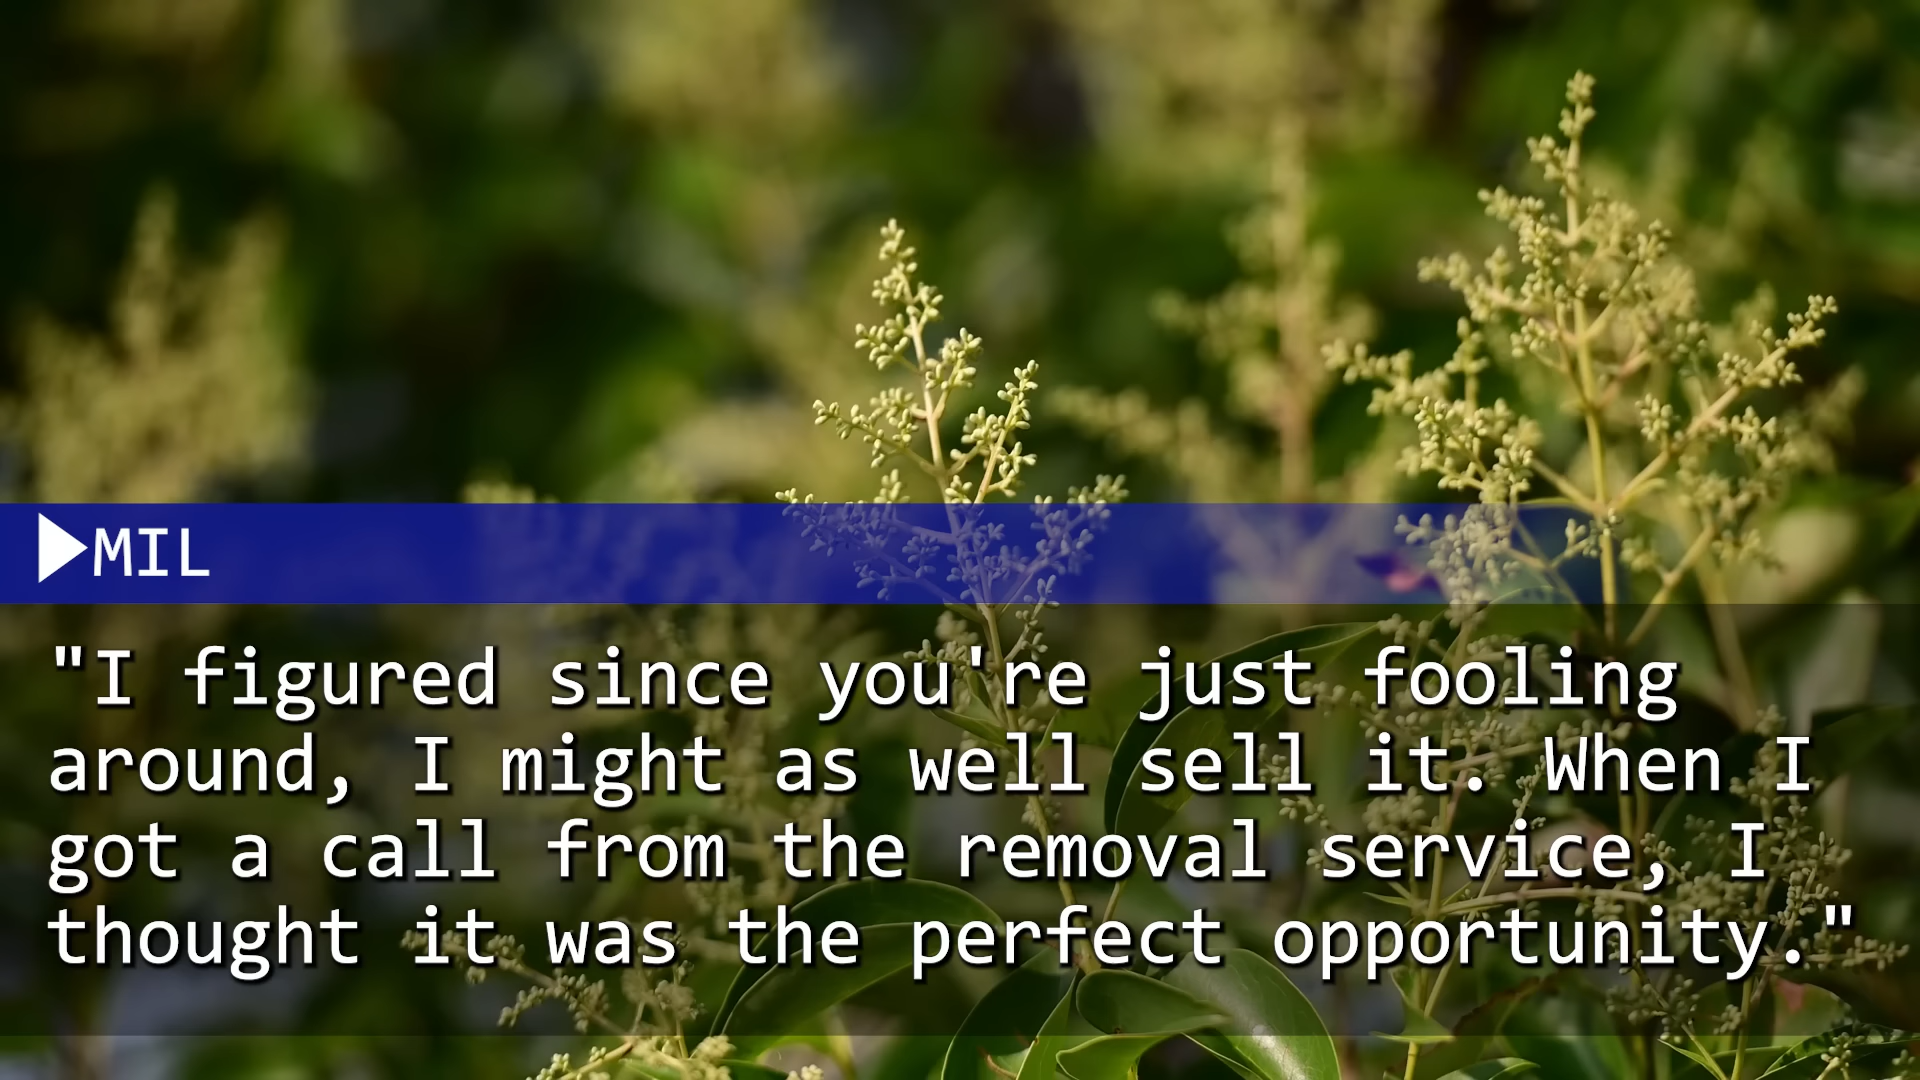 ▶MIL
"I figured since you're just fooling
around, I might as well sell it. When I
got a call from the removal service, I
thought it was the perfect opportunity."